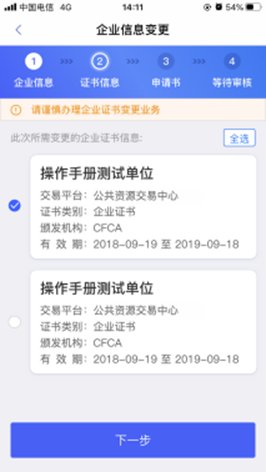 中国电信 4G 14:11 54%
企业信息变更
1 2 3 4
企业信息 证书信息 申请书 等待审核
请谨慎办理企业证书变更业务
此次所需变更的企业证书信息: 全选
操作手册测试单位
交易平台：公共资源交易中心
证书类别：企业证书
颁发机构：CFCA
有 效 期：2018-09-19 至 2019-09-18
操作手册测试单位
交易平台：公共资源交易中心
证书类别：企业证书
颁发机构：CFCA
有 效 期：2018-09-19 至 2019-09-18
下一步